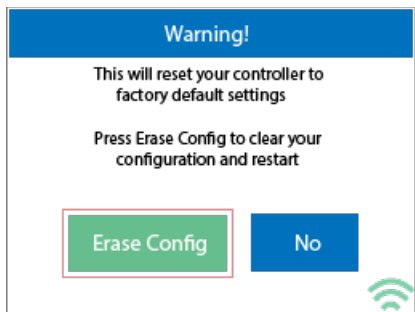 Warning!
This will reset your controller to
factory default settings
Press Erase Config to clear your
configuration and restart
Erase Config
No